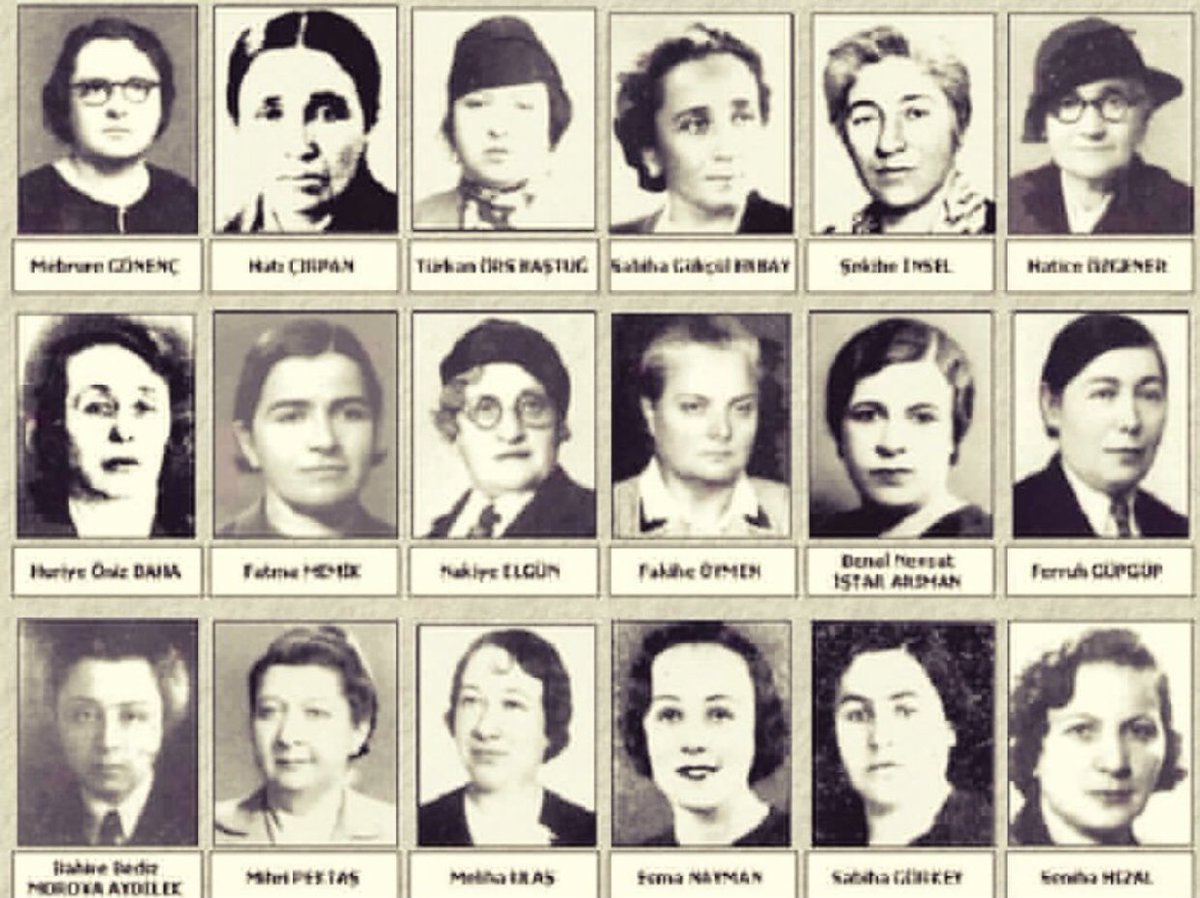 Mebrure GÖNENÇ
Hatı ÇIRPAN
Türkan ÖRS BAŞTUĞ
Sabiha Gökçül ERBAY
Şekibe İNSEL
Hatice ÖZGENER
Huriye Öniz BAHA
Fatma MEMİK
Nakiye ELGÜN
Fakihe ÖYMEN
Benal Nevzat
İŞTAR ARIMAN
Ferruh GÜPGÜP
Bahire Bediz
MOROVA AYDİLEK
Mihri PEKTAŞ
Meliha ULAŞ
Esma NAYMAN
Sabiha GÖRKEY
Seniha HIZAL